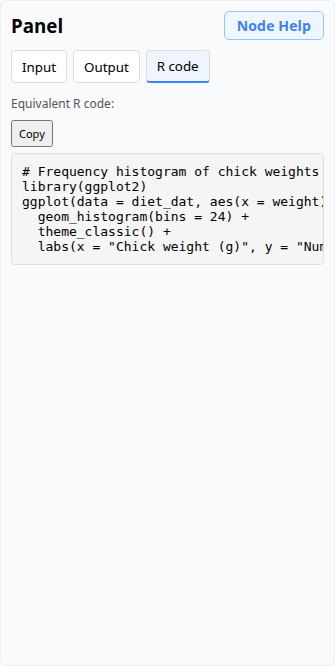 Panel
Node Help
Input
Output
R code
Equivalent R code:
Copy
# Frequency histogram of chick weights
library(ggplot2)
ggplot(data = diet_dat, aes(x = weight)
  geom_histogram(bins = 24) +
  theme_classic() +
  labs(x = "Chick weight (g)", y = "Num